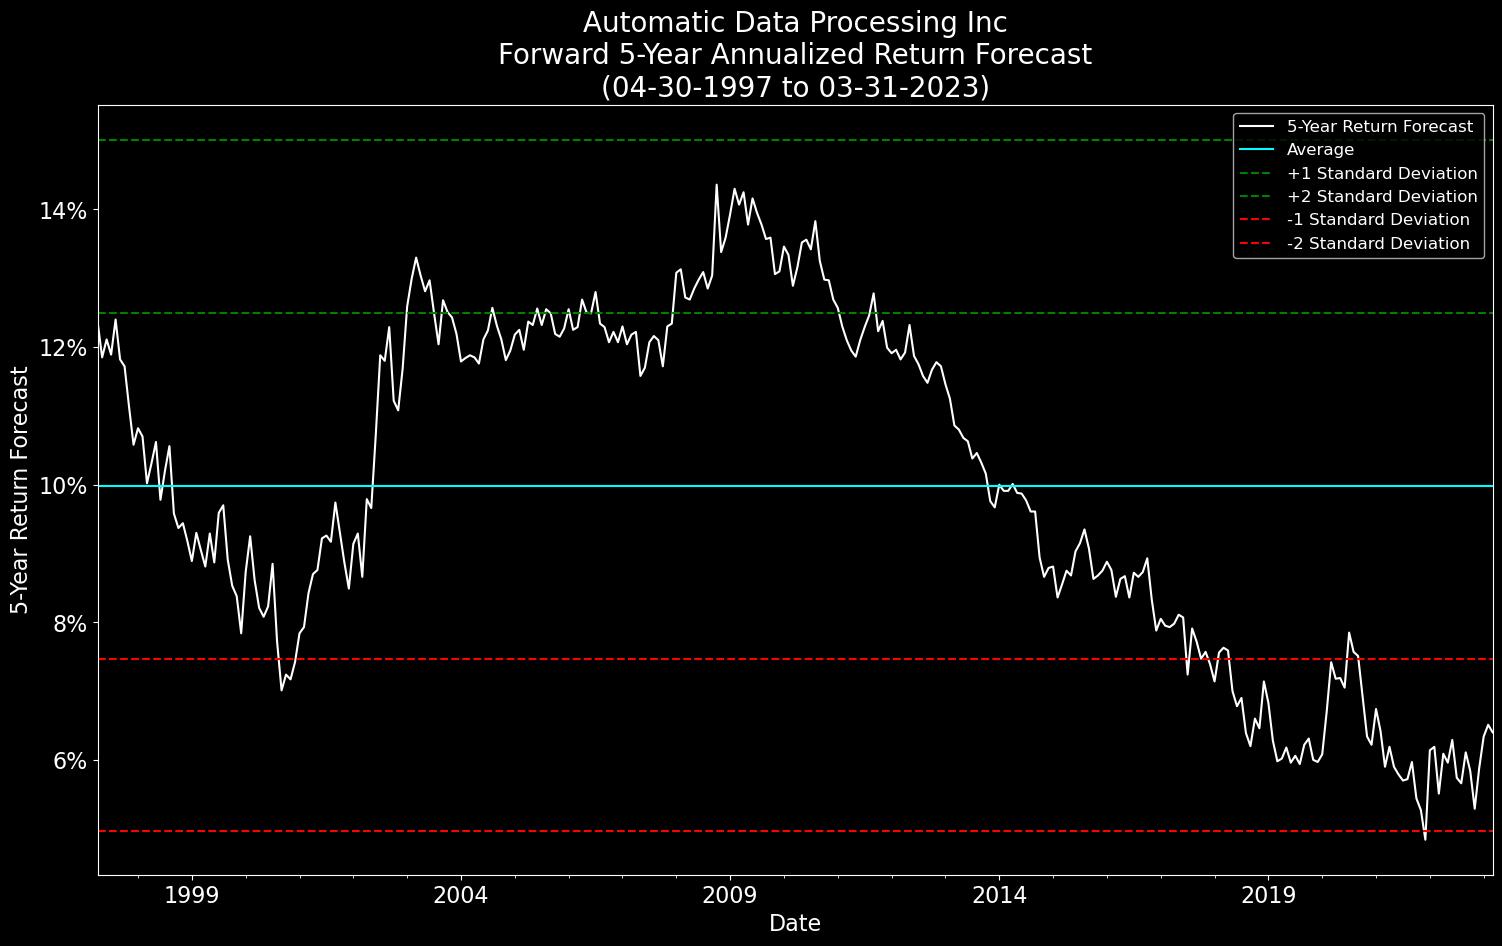 Automatic Data Processing Inc
Forward 5-Year Annualized Return Forecast
(04-30-1997 to 03-31-2023)
5-Year Return Forecast
Average
+1 Standard Deviation
+2 Standard Deviation
-1 Standard Deviation
-2 Standard Deviation
5-Year Return Forecast
14%
12%
10%
8%
6%
1999
2004
2009
2014
2019
Date